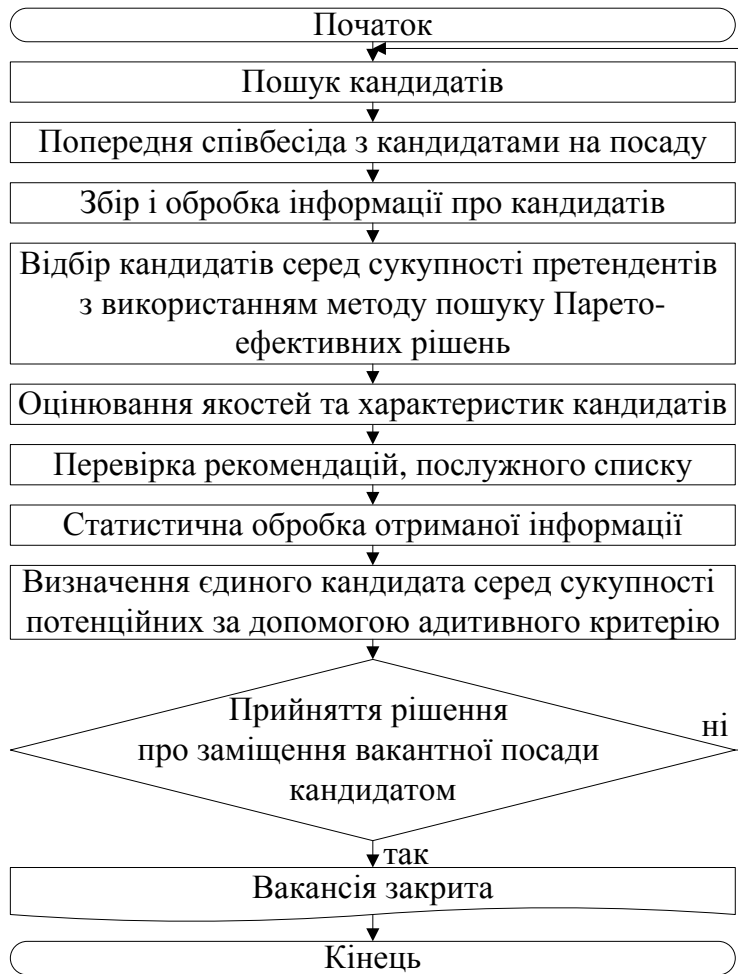 Початок
Пошук кандидатів
Попередня співбесіда з кандидатами на посаду
Збір і обробка інформації про кандидатів
Відбір кандидатів серед сукупності претендентів
з використанням методу пошуку Парето-
ефективних рішень
Оцінювання якостей та характеристик кандидатів
Перевірка рекомендацій, послужного списку
Статистична обробка отриманої інформації
Визначення єдиного кандидата серед сукупності
потенційних за допомогою адитивного критерію
Прийняття рішення
про заміщення вакантної посади
кандидатом
ні
так
Вакансія закрита
Кінець